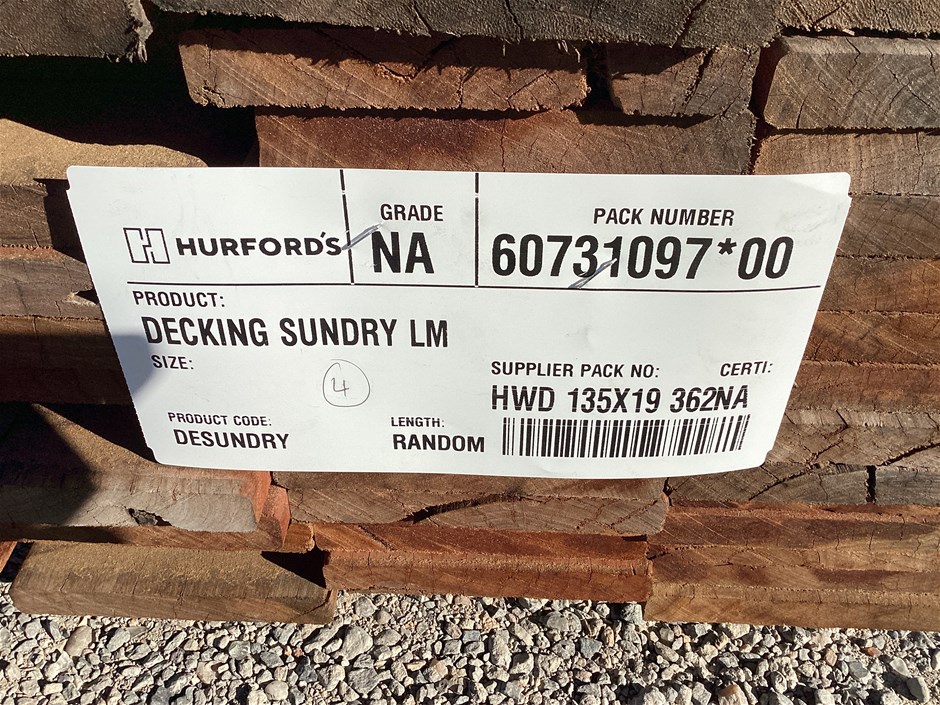 HURFORD'S
GRADE
NA
PACK NUMBER
60731097*00
PRODUCT:
DECKING SUNDRY LM
SIZE:
4
SUPPLIER PACK NO: CERTI:
HWD 135X19 362NA
PRODUCT CODE:
DESUNDRY
LENGTH:
RANDOM